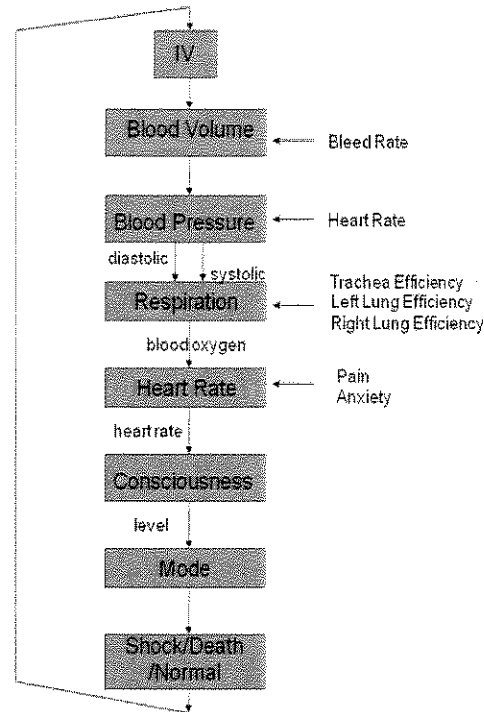 IV
Blood Volume
Bleed Rate
Blood Pressure
Heart Rate
diastolic
systolic
Respiration
Trachea Efficiency
Left Lung Efficiency
Right Lung Efficiency
blood oxygen
Heart Rate
Pain
Anxiety
heart rate
Consciousness
level
Mode
Shock/Death
/Normal